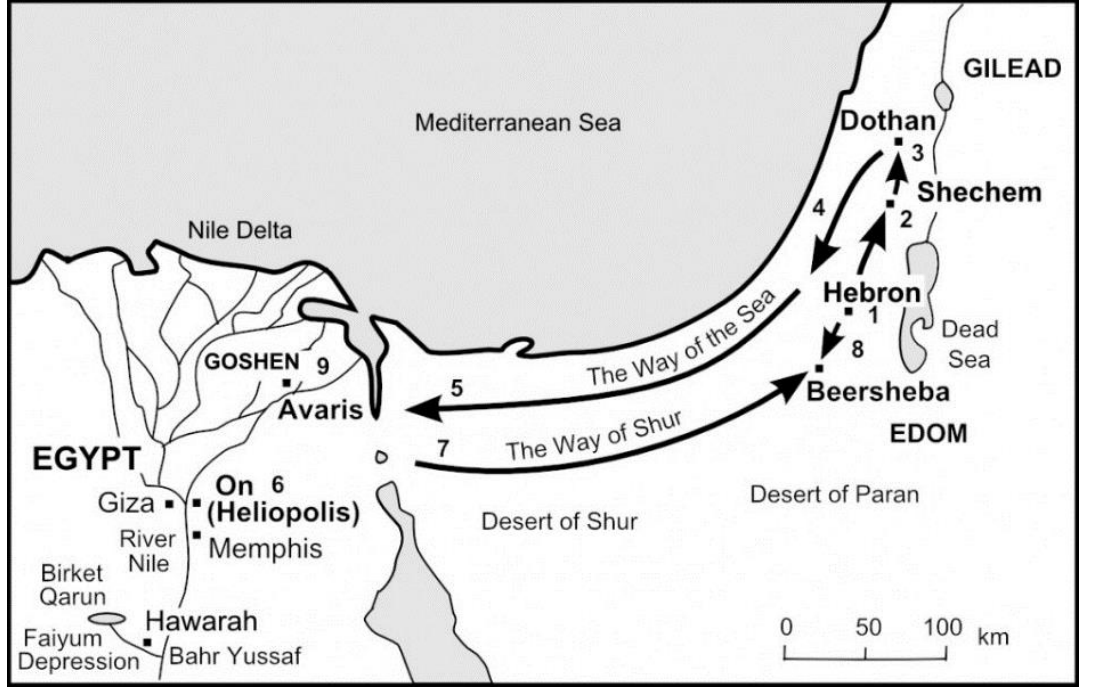 GILEAD
Mediterranean Sea
Dothan
3
Shechem
4
2
Nile Delta
Hebron
1
The Way of the Sea
Dead
Sea
8
GOSHEN 9
5
Beersheba
Avaris
The Way of Shur
EDOM
7
EGYPT
On 6
(Heliopolis)
Giza
Desert of Paran
Desert of Shur
River
Nile
Memphis
Birket
Qarun
Hawarah
Faiyum
Depression
Bahr Yussaf
0 50 100 km